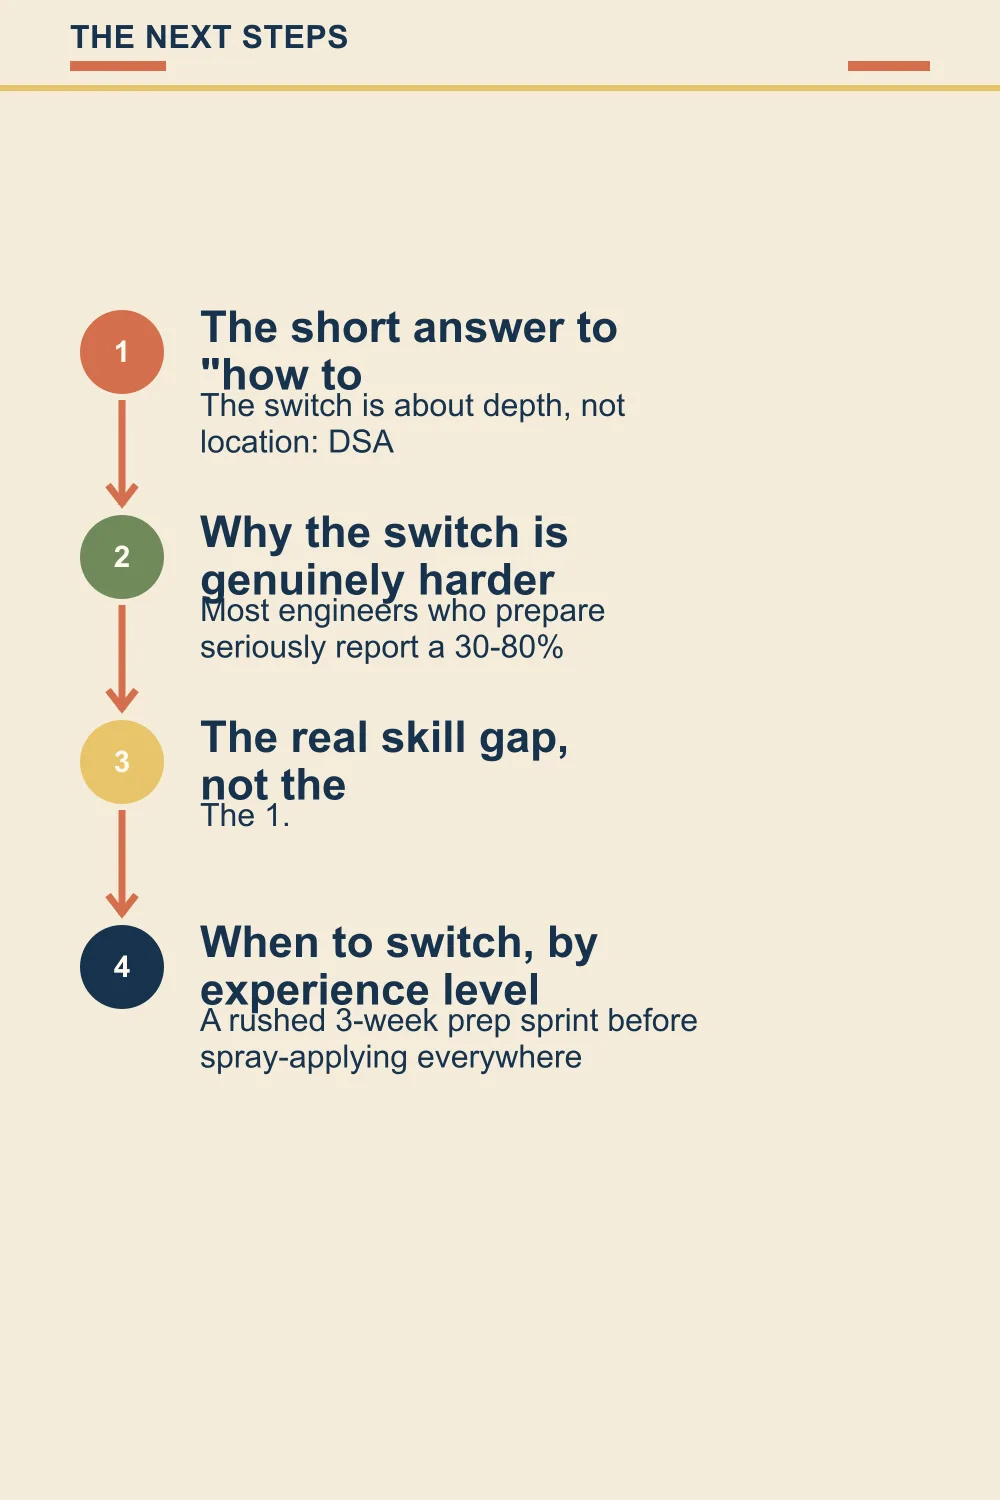 THE NEXT STEPS
1
The short answer to
"how to
The switch is about depth, not
location: DSA
2
Why the switch is
genuinely harder
Most engineers who prepare
seriously report a 30-80%
3
The real skill gap,
not the
The 1.
4
When to switch, by
experience level
A rushed 3-week prep sprint before
spray-applying everywhere